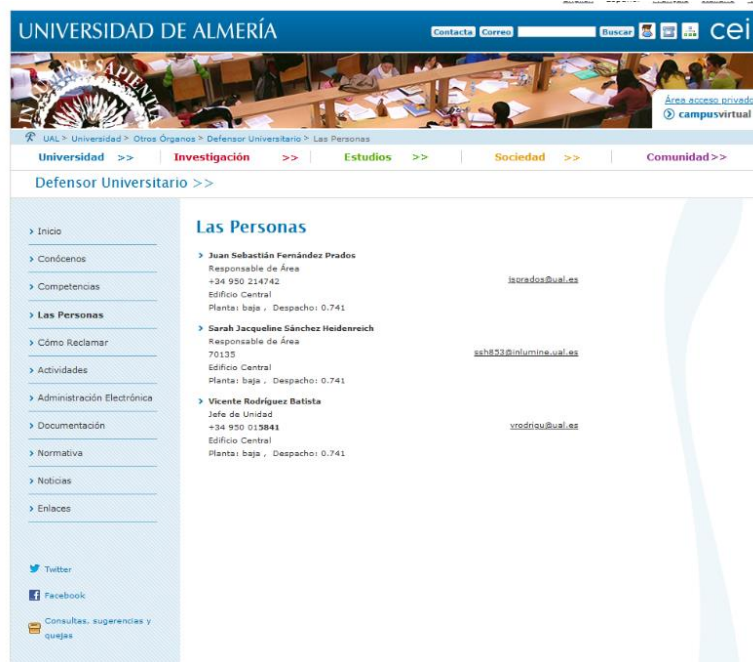 UNIVERSIDAD DE ALMERÍA
Contacta Correo Buscar cei
Área acceso privado
campusvirtual
UAL > Universidad > Otros Órganos > Defensor Universitario > Las Personas
Universidad >> Investigación >> Estudios >> Sociedad >> Comunidad >>
Defensor Universitario >>
Inicio
Conócenos
Competencias
Las Personas
Cómo Reclamar
Actividades
Administración Electrónica
Documentación
Normativa
Noticias
Enlaces
Twitter
Facebook
Consultas, sugerencias y
quejas
Las Personas
Juan Sebastián Fernández Prados
Responsable de Área
+34 950 214742
jsprados@ual.es
Edificio Central
Planta: baja , Despacho: 0.741
Sarah Jacqueline Sánchez Heidenreich
Responsable de Área
70135
ssh853@inlumine.ual.es
Edificio Central
Planta: baja , Despacho: 0.741
Vicente Rodríguez Batista
Jefe de Unidad
+34 950 015841
vrodrigu@ual.es
Edificio Central
Planta: baja , Despacho: 0.741